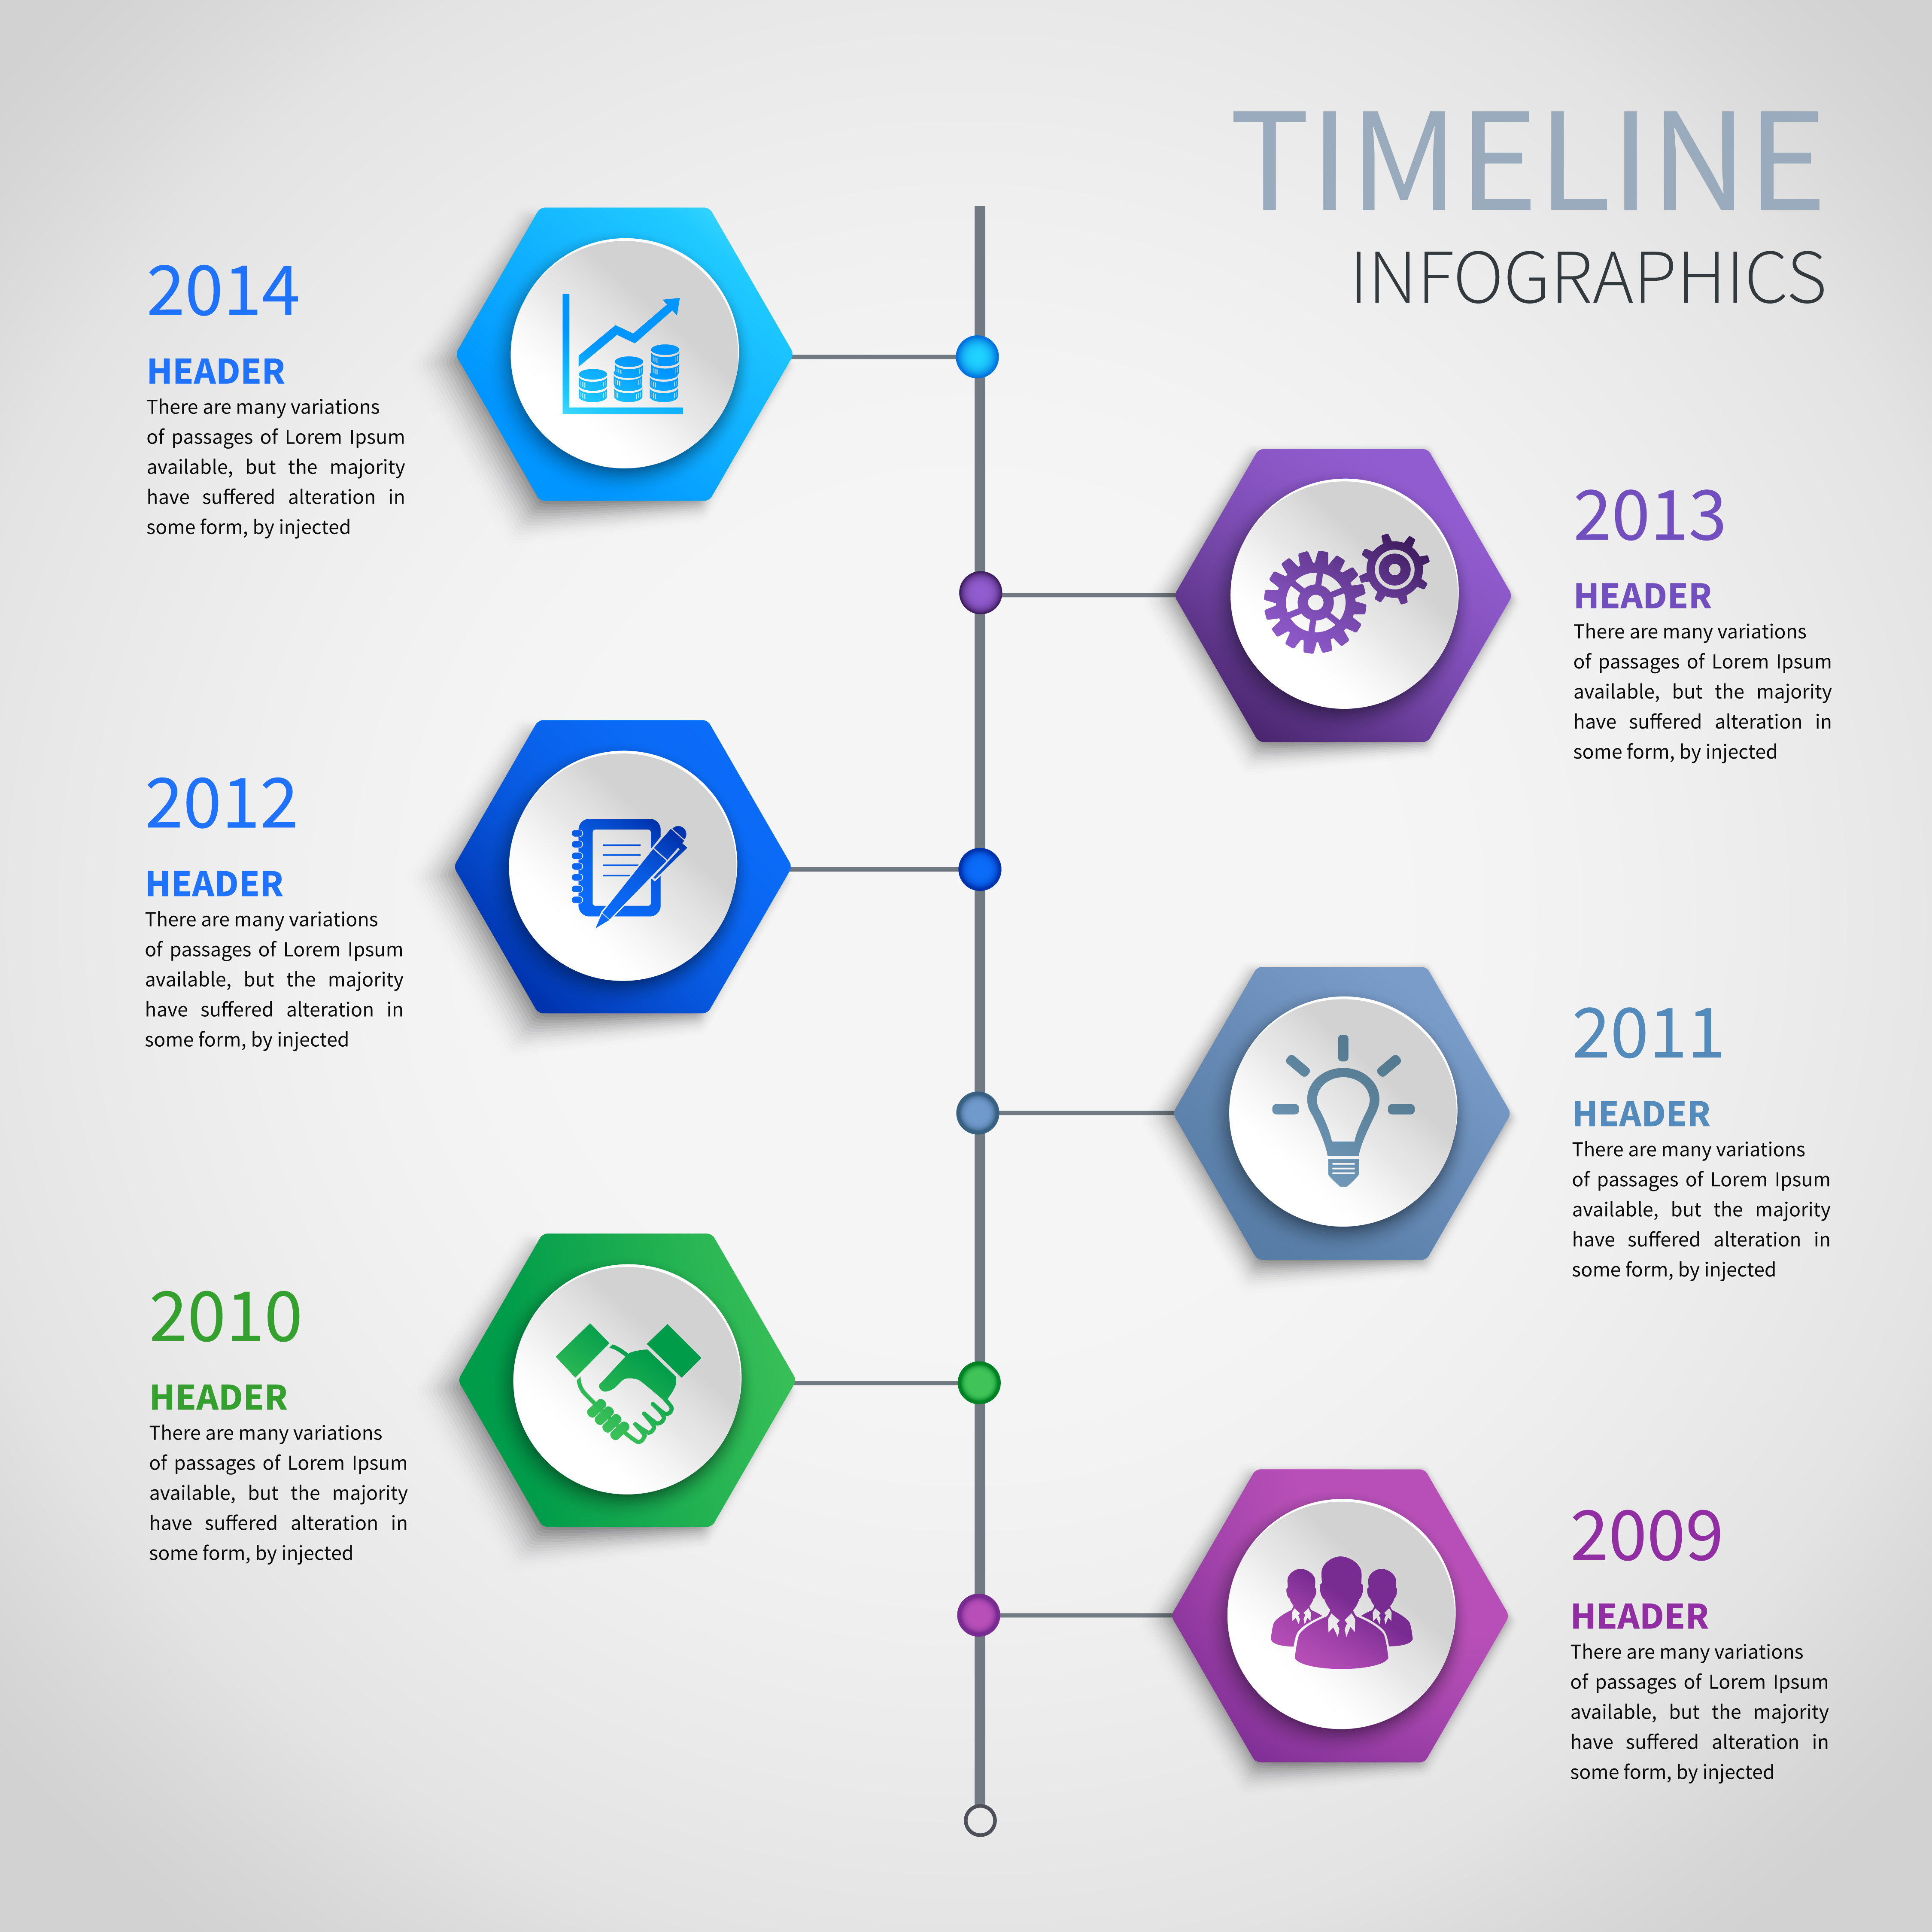 TIMELINE
INFOGRAPHICS
2014
HEADER
There are many variations
of passages of Lorem Ipsum
available, but the majority
have suffered alteration in
some form, by injected
2013
HEADER
There are many variations
of passages of Lorem Ipsum
available, but the majority
have suffered alteration in
some form, by injected
2012
HEADER
There are many variations
of passages of Lorem Ipsum
available, but the majority
have suffered alteration in
some form, by injected
2011
HEADER
There are many variations
of passages of Lorem Ipsum
available, but the majority
have suffered alteration in
some form, by injected
2010
HEADER
There are many variations
of passages of Lorem Ipsum
available, but the majority
have suffered alteration in
some form, by injected
2009
HEADER
There are many variations
of passages of Lorem Ipsum
available, but the majority
have suffered alteration in
some form, by injected